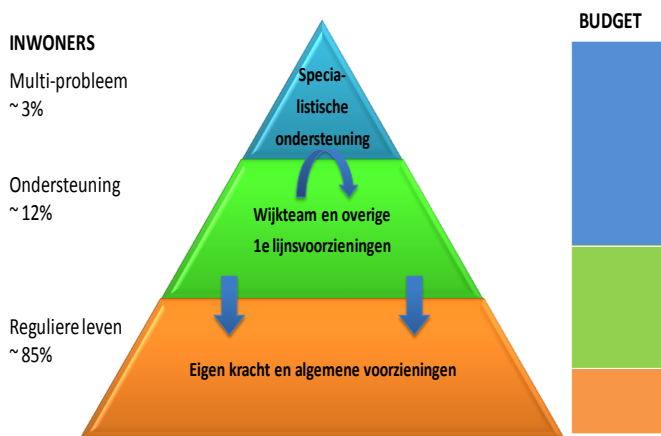 INWONERS
Multi-probleem
~ 3%
Ondersteuning
~ 12%
Reguliere leven
~ 85%
Specia-
listische
ondersteuning
Wijkteam en overige
1e lijnsvoorzieningen
Eigen kracht en algemene voorzieningen
BUDGET